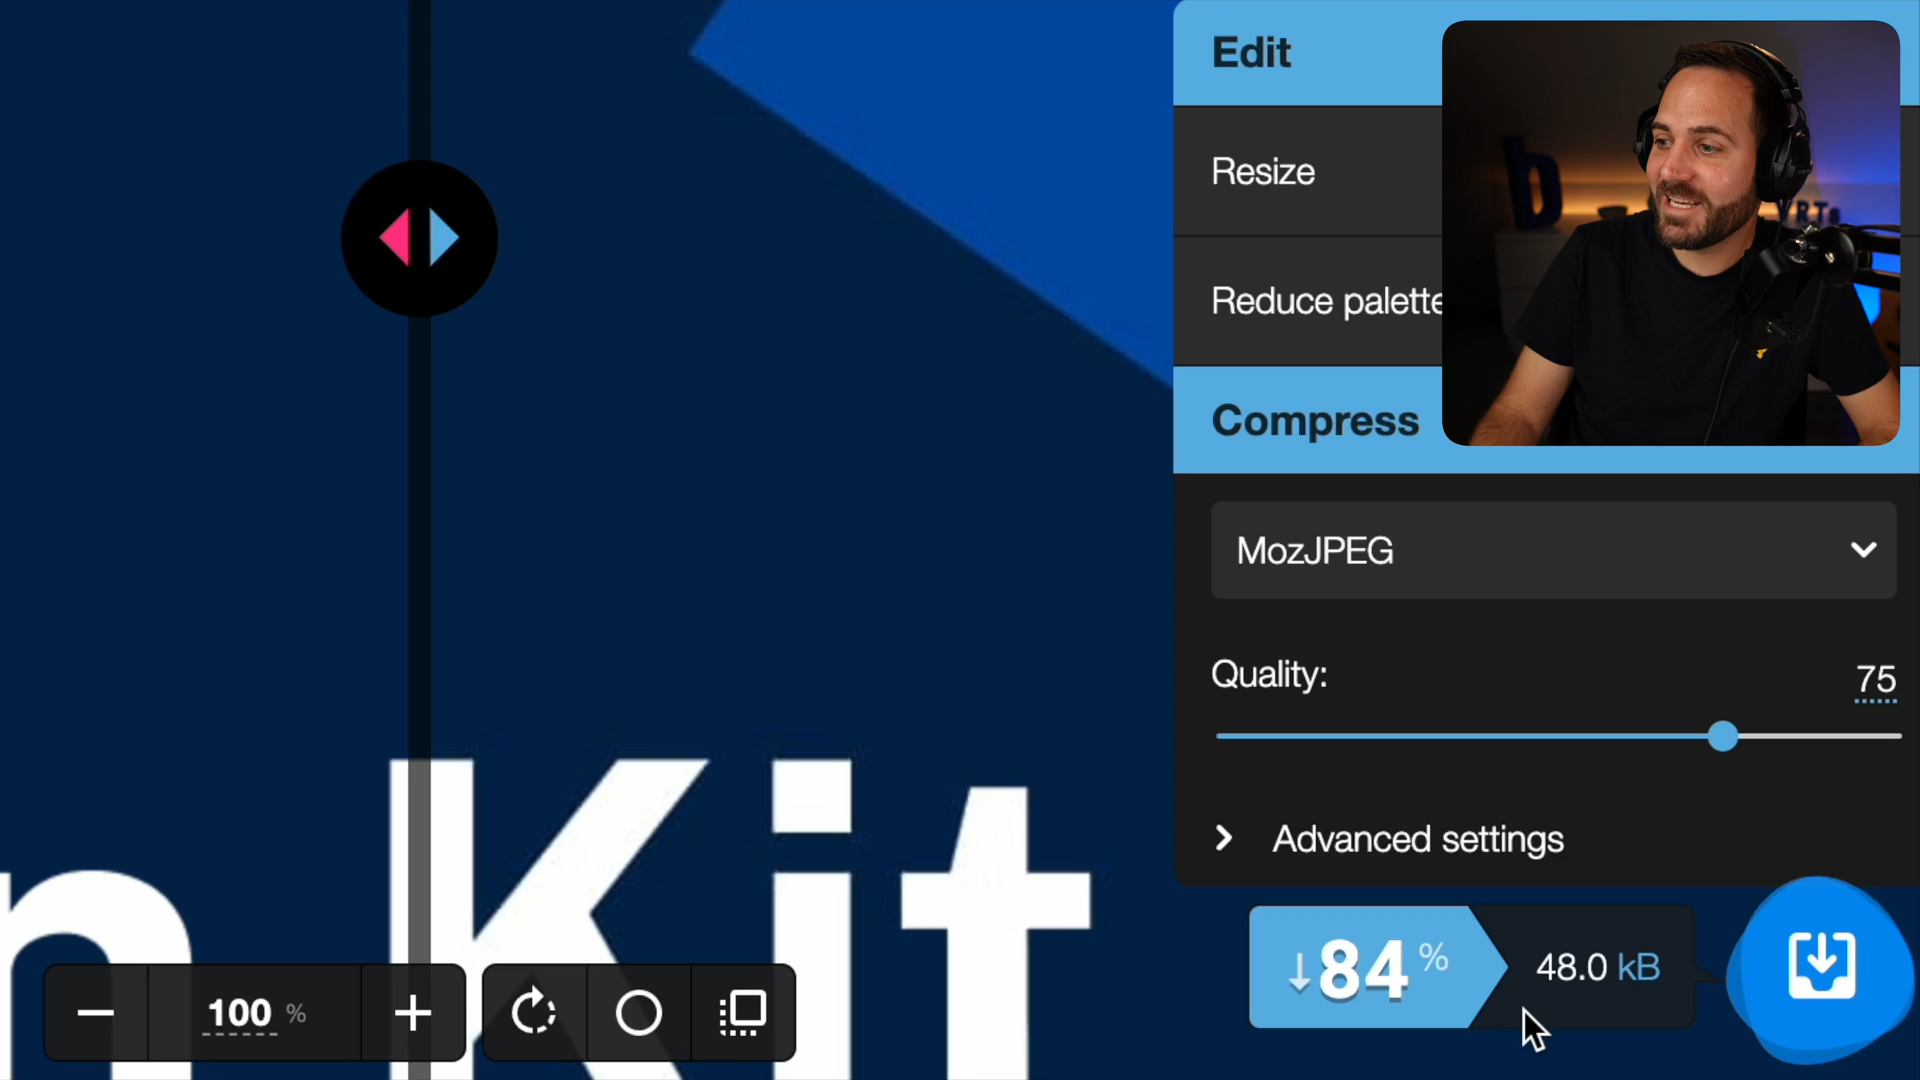 Edit
Resize
Reduce palette
Compress
MozJPEG
Quality: 75
Advanced settings
n Kit
↓84 % 48.0 kB
100 %
b